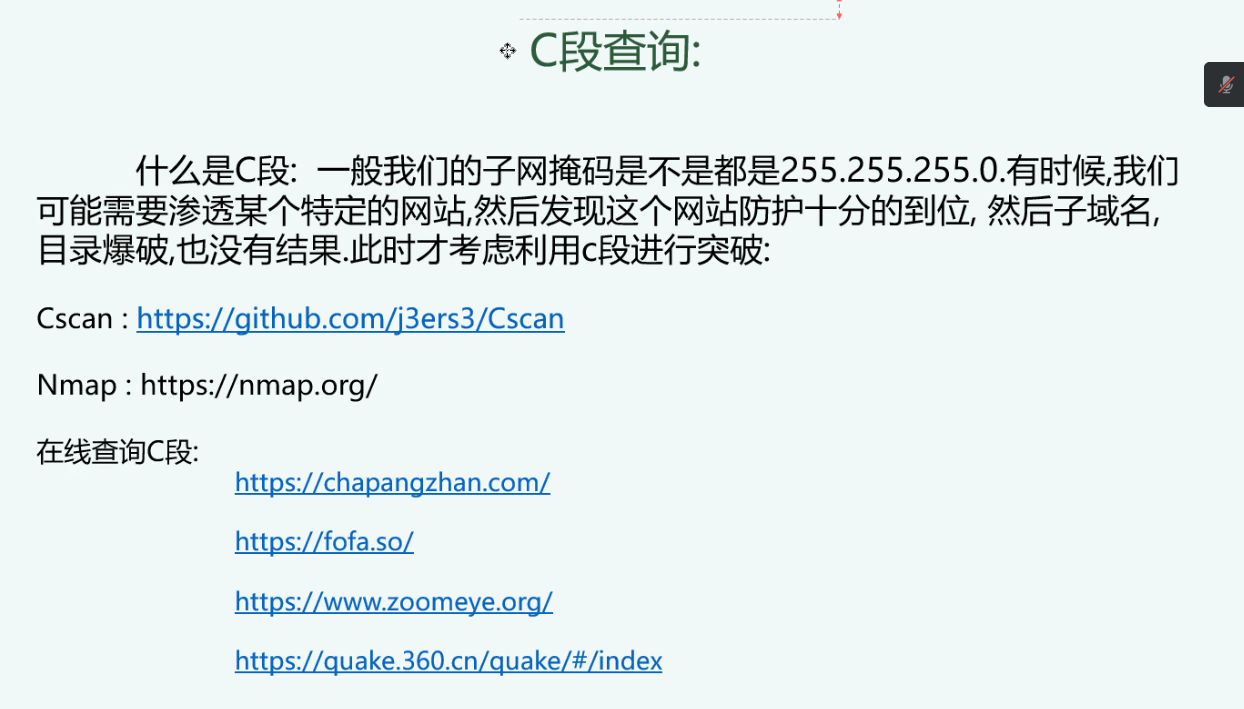 C段查询:
什么是C段: 一般我们的子网掩码是不是都是255.255.255.0.有时候,我们
可能需要渗透某个特定的网站,然后发现这个网站防护十分的到位, 然后子域名,
目录爆破,也没有结果.此时才考虑利用c段进行突破:
Cscan : https://github.com/j3ers3/Cscan
Nmap : https://nmap.org/
在线查询C段:
https://chapangzhan.com/
https://fofa.so/
https://www.zoomeye.org/
https://quake.360.cn/quake/#/index